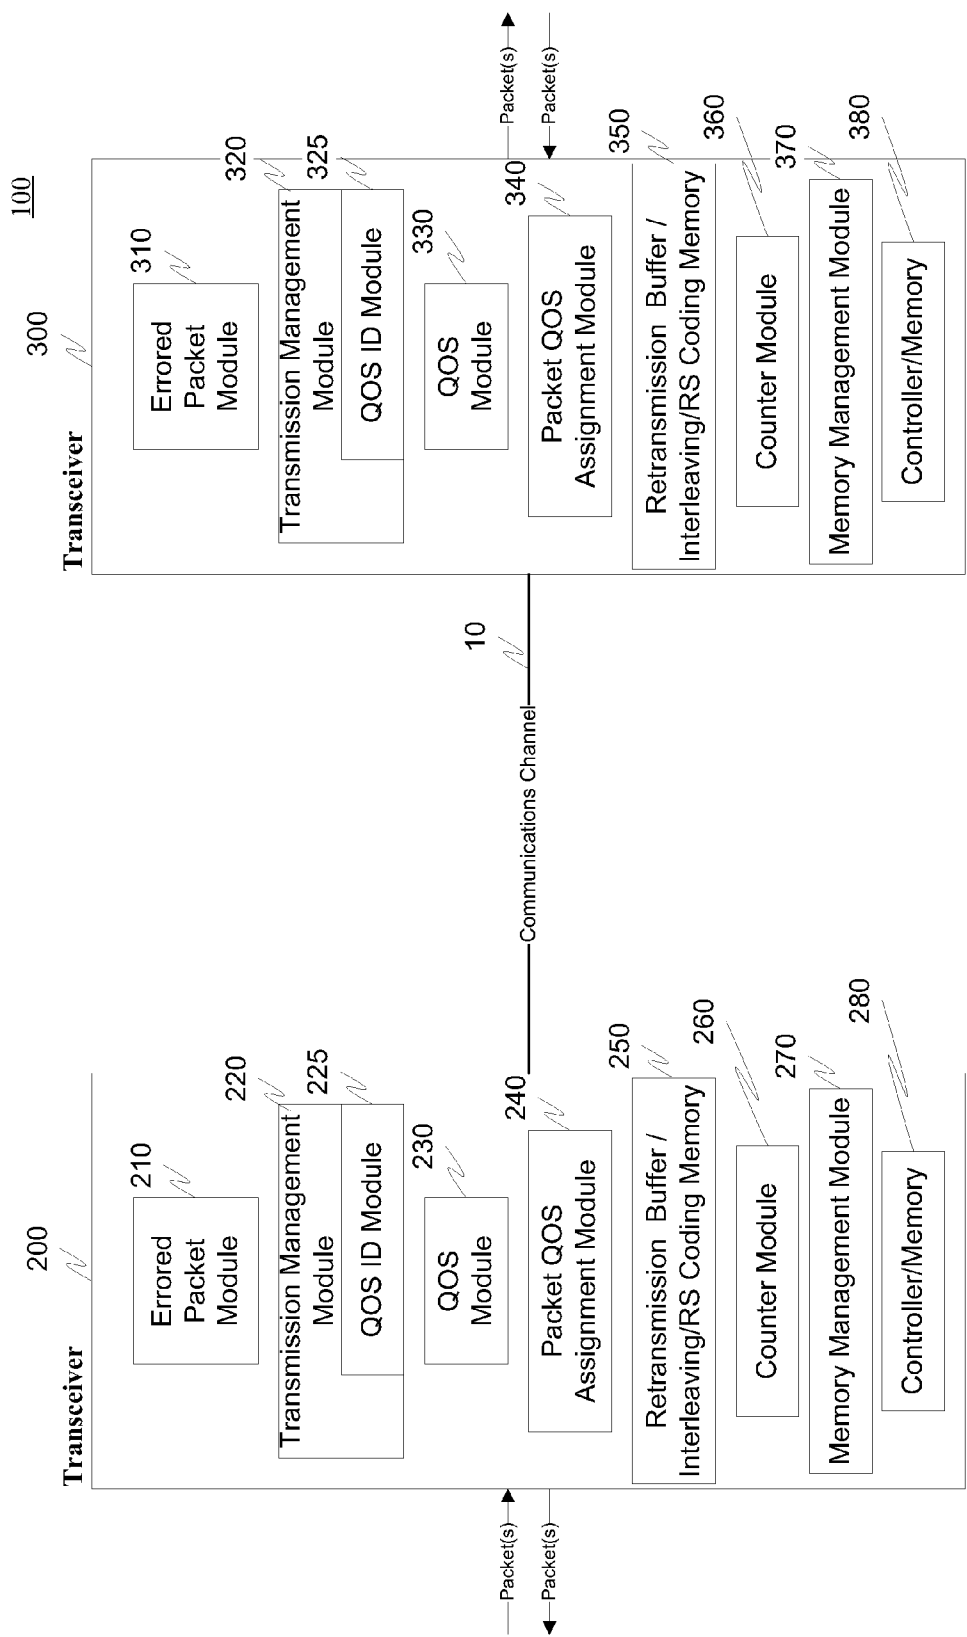 100
200
Transceiver
210
Errored
Packet
Module
220
Transmission Management
Module
225
QOS ID Module
230
QOS
Module
240
Packet QOS
Assignment Module
250
Retransmission Buffer /
Interleaving/RS Coding Memory
260
Counter Module
270
Memory Management Module
280
Controller/Memory
Packet(s)
Packet(s)
10
Communications Channel
300
Transceiver
310
Errored
Packet
Module
320
Transmission Management
Module
325
QOS ID Module
330
QOS
Module
340
Packet QOS
Assignment Module
350
Retransmission Buffer /
Interleaving/RS Coding Memory
360
Counter Module
370
Memory Management Module
380
Controller/Memory
Packet(s)
Packet(s)